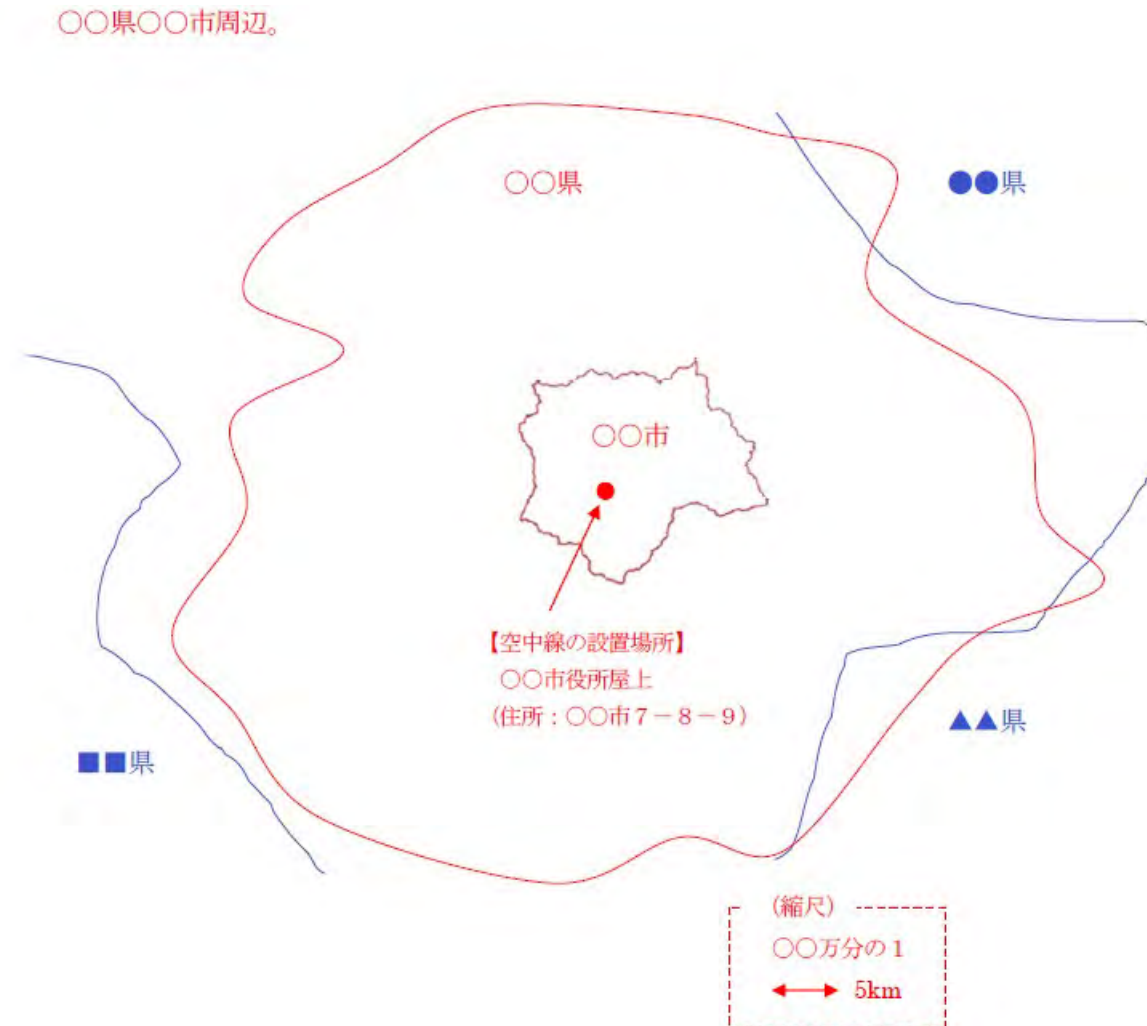 ○○県○○市周辺。
○○県
●●県
○○市
【空中線の設置場所】
○○市役所屋上
(住所：○○市７－８－９)
■■県
▲▲県
(縮尺)
○○万分の１
5km